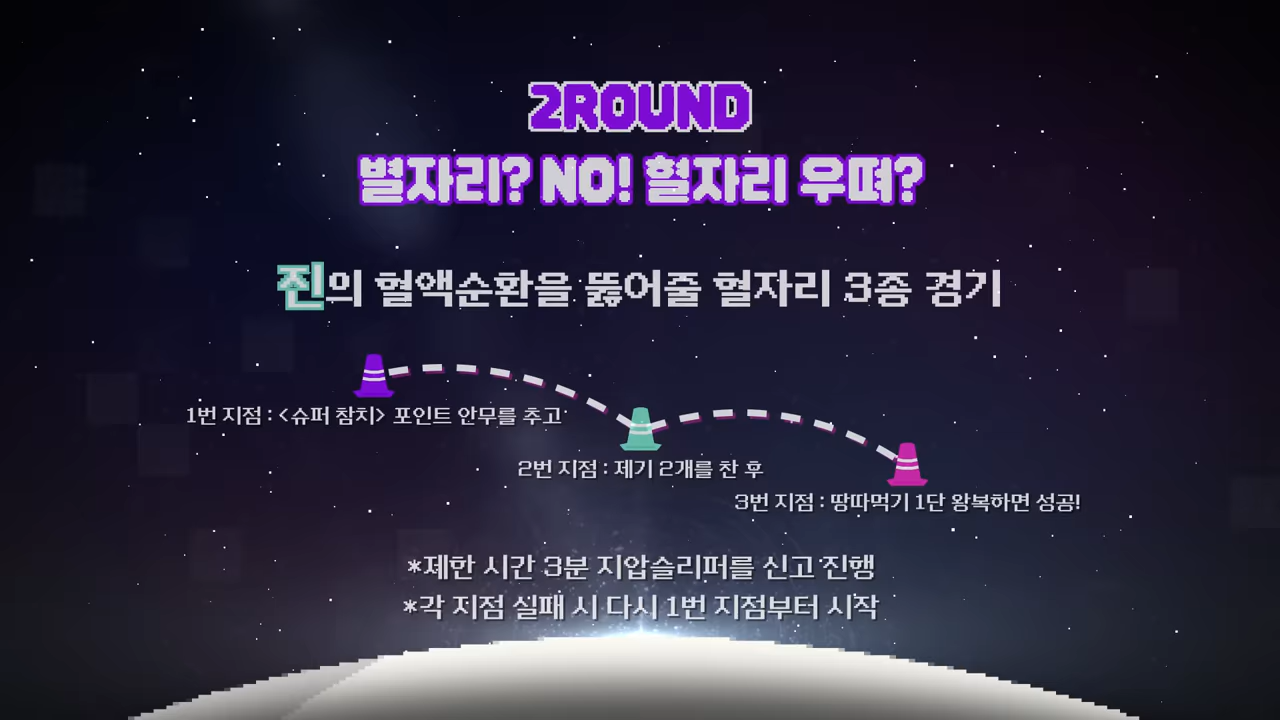 2ROUND
별자리? NO! 혈자리 우뗘?
진의 혈액순환을 뚫어줄 혈자리 3종 경기
1번 지점 : <슈퍼 참치> 포인트 안무를 추고
2번 지점 : 제기 2개를 찬 후
3번 지점 : 땅따먹기 1단 왕복하면 성공!
*제한 시간 3분 지압슬리퍼를 신고 진행
*각 지점 실패 시 다시 1번 지점부터 시작